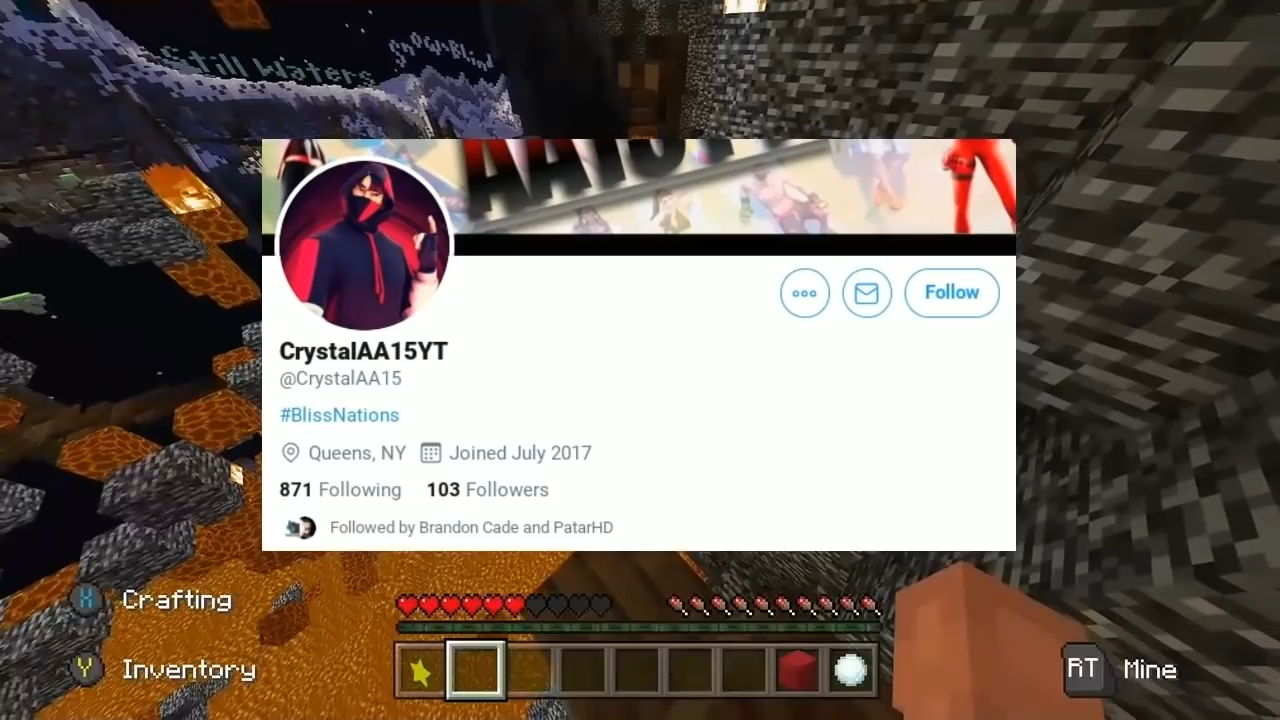 Still Waters
AA15YT
Follow
CrystalAA15YT
@CrystalAA15
#BlissNations
Queens, NY Joined July 2017
871 Following 103 Followers
Followed by Brandon Cade and PatarHD
X Crafting
Y Inventory
RT Mine